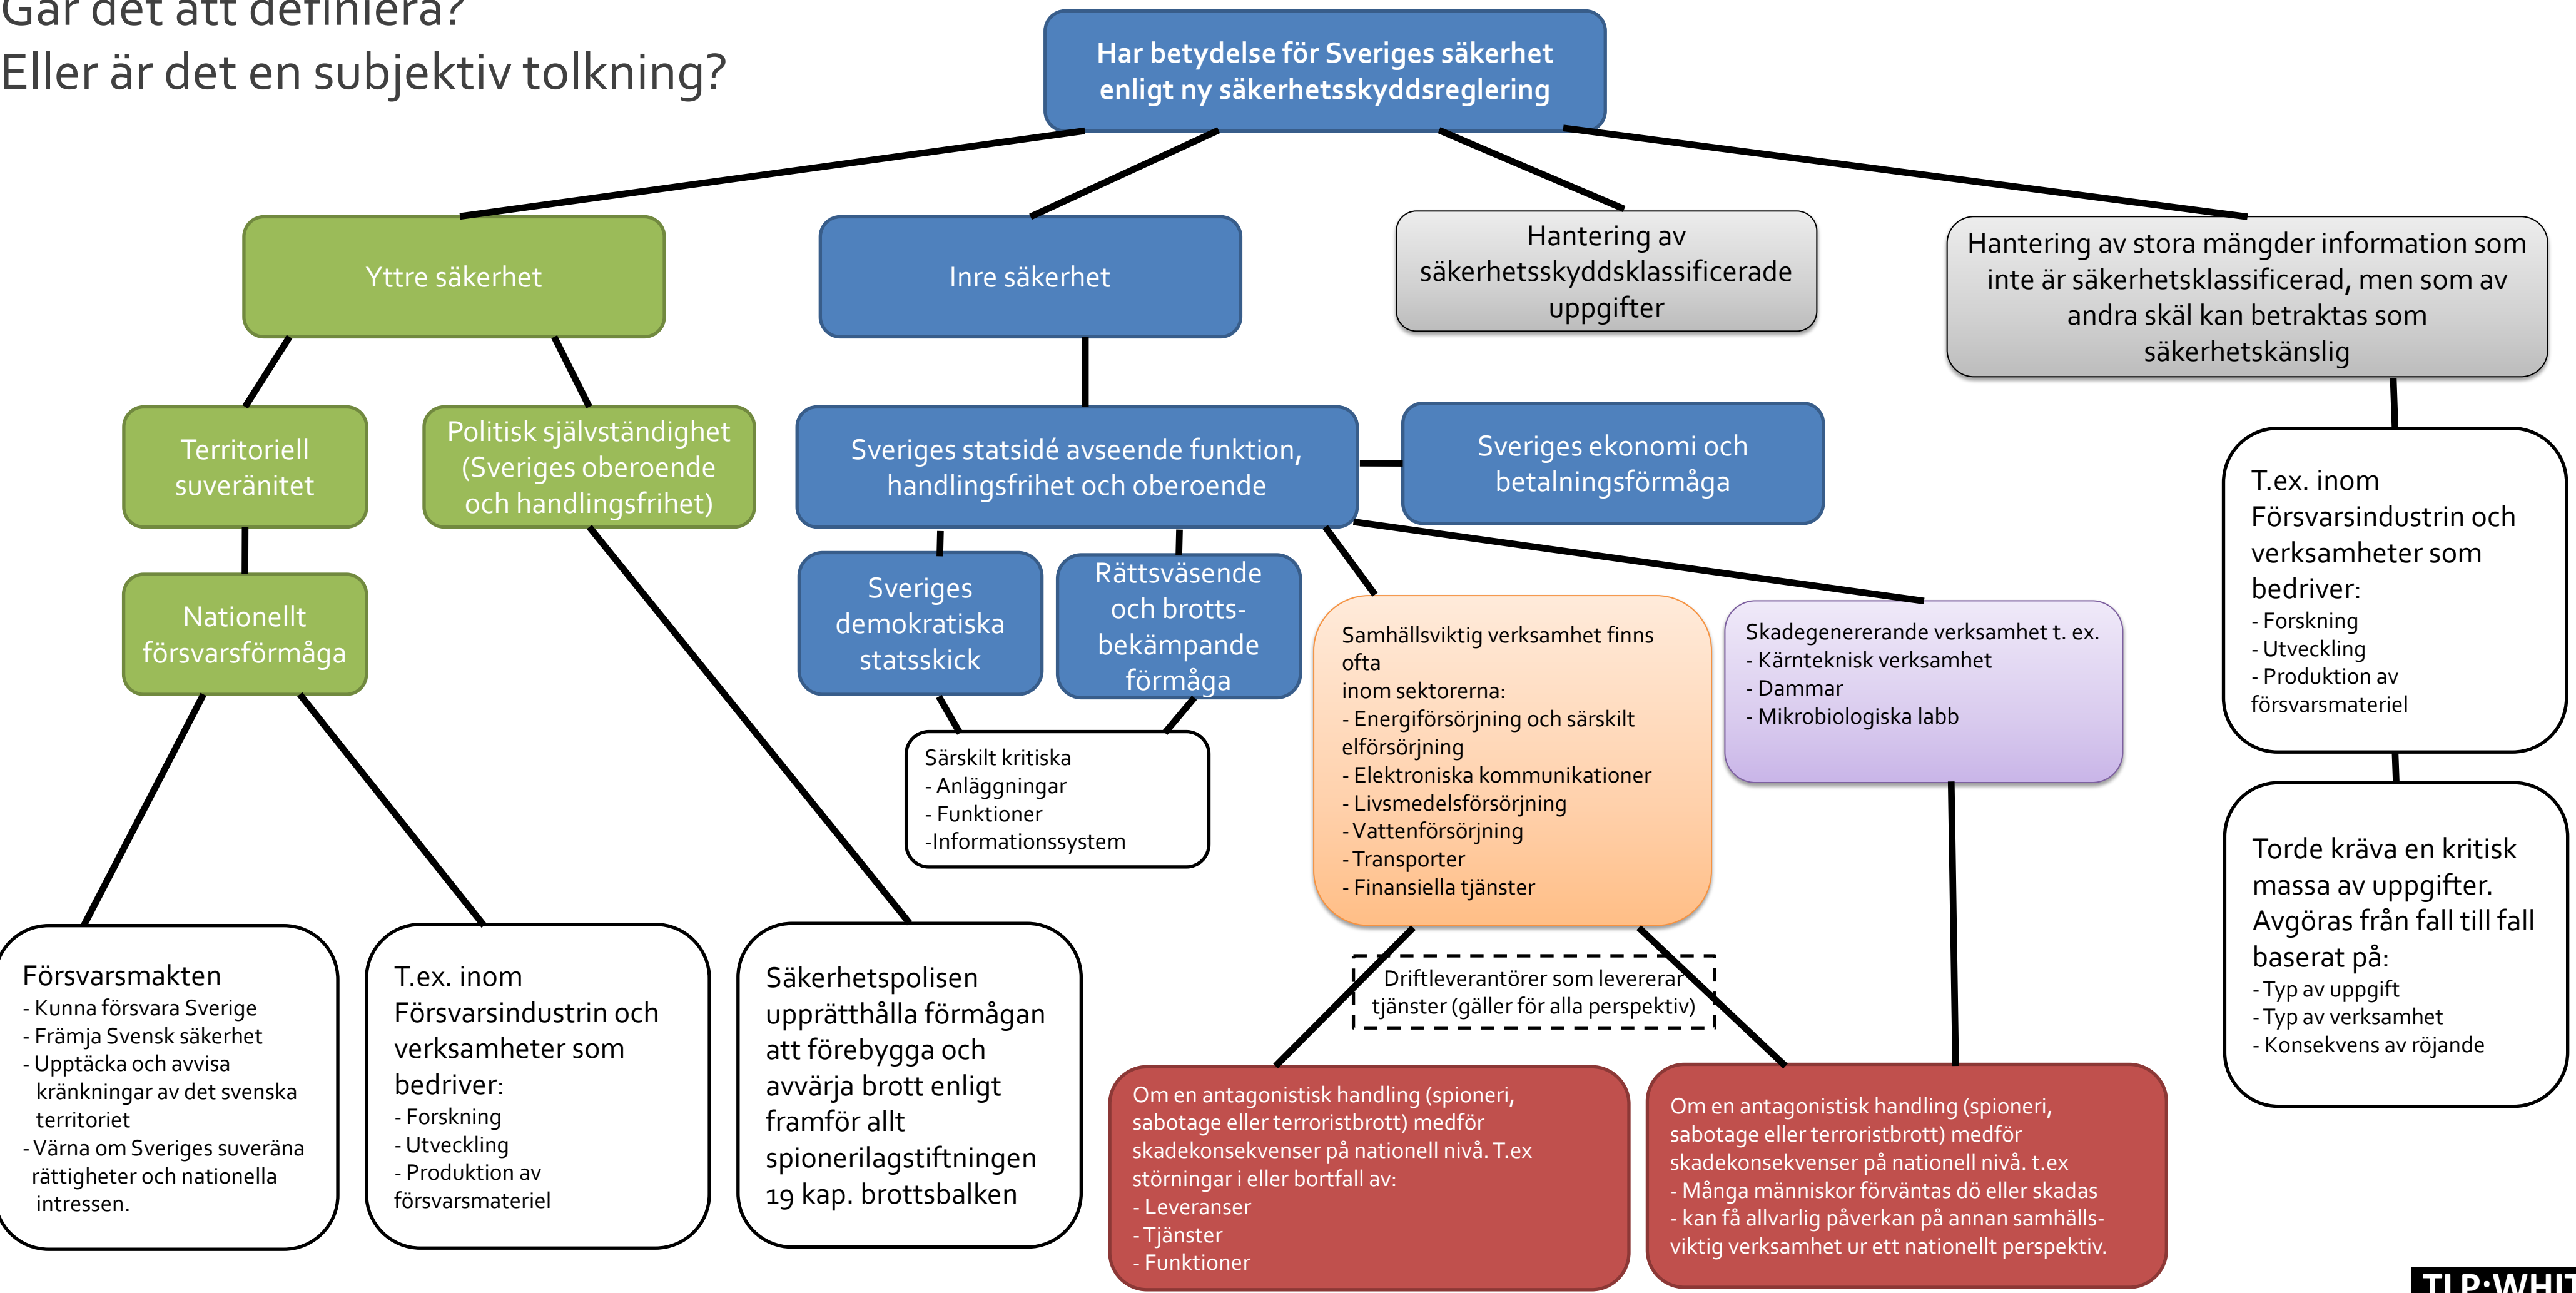 Går det att definiera?
Eller är det en subjektiv tolkning?
Har betydelse för Sveriges säkerhet
enligt ny säkerhetsskyddsreglering
Yttre säkerhet
Inre säkerhet
Hantering av
säkerhetsskyddsklassificerade
uppgifter
Hantering av stora mängder information som
inte är säkerhetsklassificerad, men som av
andra skäl kan betraktas som
säkerhetskänslig
Territoriell
suveränitet
Politisk självständighet
(Sveriges oberoende
och handlingsfrihet)
Sveriges statsidé avseende funktion,
handlingsfrihet och oberoende
Sveriges ekonomi och
betalningsförmåga
T.ex. inom
Försvarsindustrin och
verksamheter som
bedriver:
- Forskning
- Utveckling
- Produktion av
försvarsmateriel
Nationellt
försvarsförmåga
Sveriges
demokratiska
statsskick
Rättsväsende
och brotts-
bekämpande
förmåga
Samhällsviktig verksamhet finns
ofta
inom sektorerna:
- Energiförsörjning och särskilt
elförsörjning
- Elektroniska kommunikationer
- Livsmedelsförsörjning
- Vattenförsörjning
- Transporter
- Finansiella tjänster
Skadegenererande verksamhet t. ex.
- Kärnteknisk verksamhet
- Dammar
- Mikrobiologiska labb
Särskilt kritiska
- Anläggningar
- Funktioner
-Informationssystem
Torde kräva en kritisk
massa av uppgifter.
Avgöras från fall till fall
baserat på:
- Typ av uppgift
- Typ av verksamhet
- Konsekvens av röjande
Försvarsmakten
- Kunna försvara Sverige
- Främja Svensk säkerhet
- Upptäcka och avvisa
kränkningar av det svenska
territoriet
- Värna om Sveriges suveräna
rättigheter och nationella
intressen.
T.ex. inom
Försvarsindustrin och
verksamheter som
bedriver:
- Forskning
- Utveckling
- Produktion av
försvarsmateriel
Säkerhetspolisen
upprätthålla förmågan
att förebygga och
avvärja brott enligt
framför allt
spionerilagstiftningen
19 kap. brottsbalken
Driftleverantörer som levererar
tjänster (gäller för alla perspektiv)
Om en antagonistisk handling (spioneri,
sabotage eller terroristbrott) medför
skadekonsekvenser på nationell nivå. T.ex
störningar i eller bortfall av:
- Leveranser
- Tjänster
- Funktioner
Om en antagonistisk handling (spioneri,
sabotage eller terroristbrott) medför
skadekonsekvenser på nationell nivå. t.ex
- Många människor förväntas dö eller skadas
- kan få allvarlig påverkan på annan samhälls-
viktig verksamhet ur ett nationellt perspektiv.
TLP:WHIT